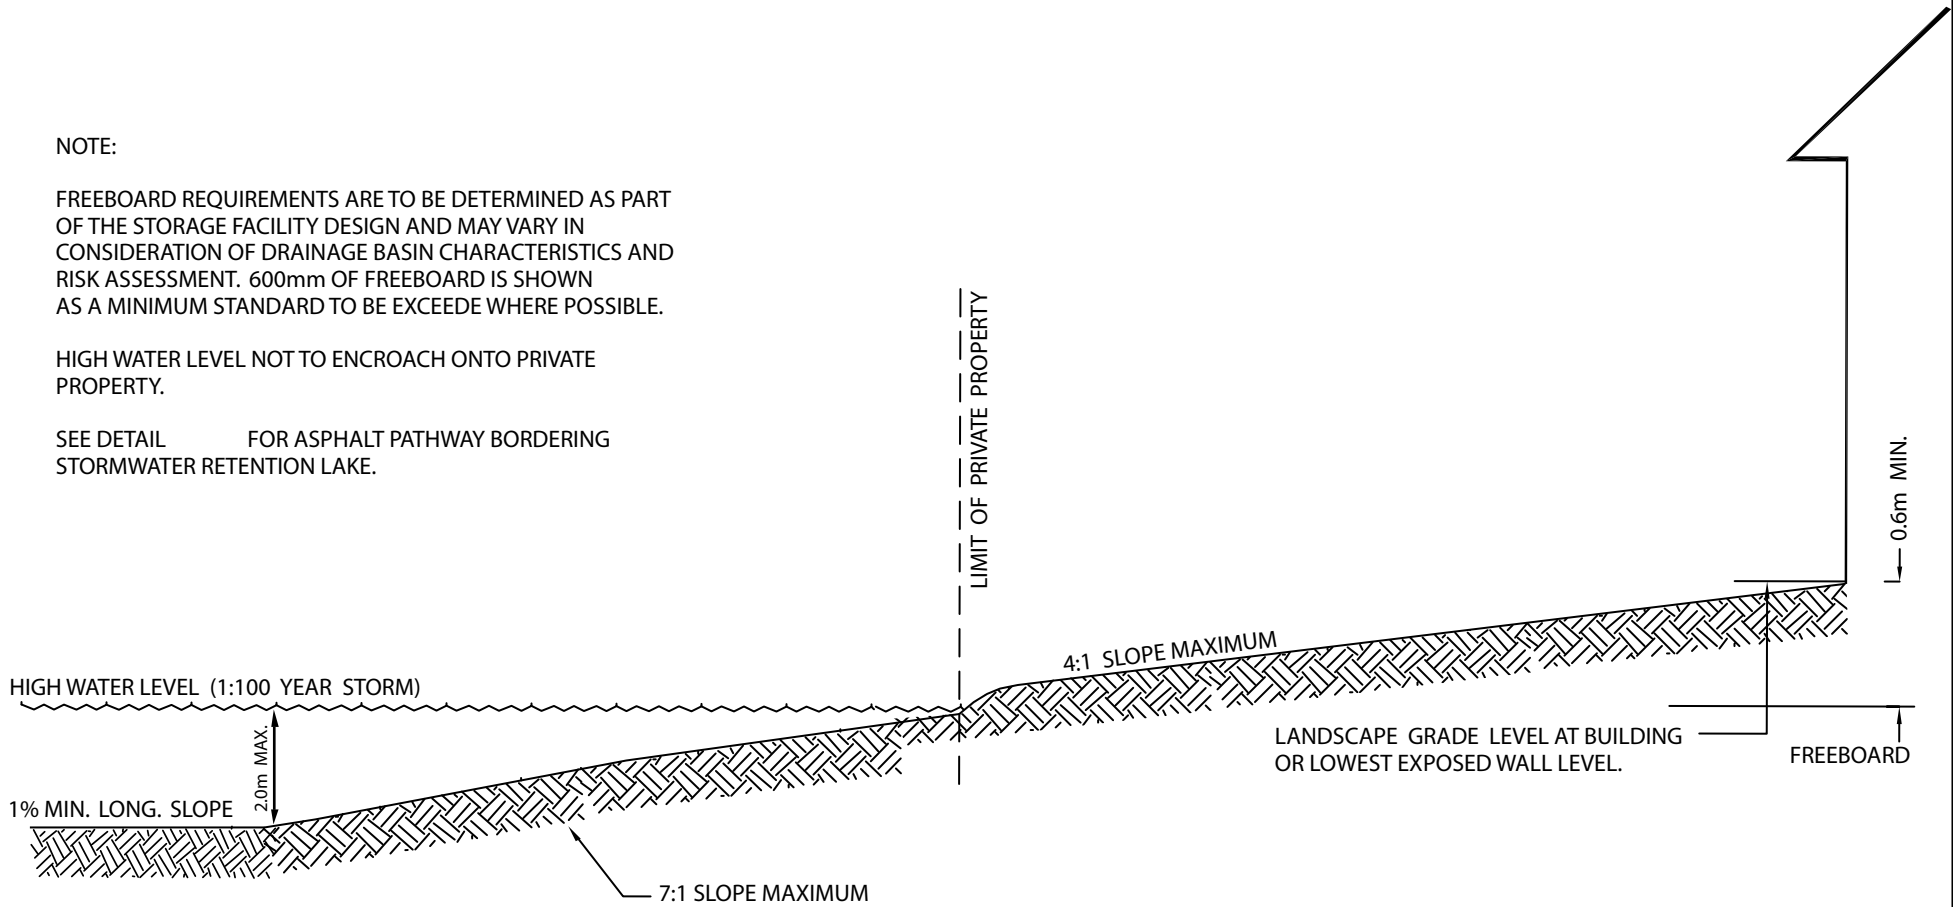 NOTE:
FREEBOARD REQUIREMENTS ARE TO BE DETERMINED AS PART
OF THE STORAGE FACILITY DESIGN AND MAY VARY IN
CONSIDERATION OF DRAINAGE BASIN CHARACTERISTICS AND
RISK ASSESSMENT. 600mm OF FREEBOARD IS SHOWN
AS A MINIMUM STANDARD TO BE EXCEEDE WHERE POSSIBLE.
HIGH WATER LEVEL NOT TO ENCROACH ONTO PRIVATE
PROPERTY.
SEE DETAIL FOR ASPHALT PATHWAY BORDERING
STORMWATER RETENTION LAKE.
LIMIT OF PRIVATE PROPERTY
0.6m MIN.
4:1 SLOPE MAXIMUM
HIGH WATER LEVEL (1:100 YEAR STORM)
2.0m MAX.
LANDSCAPE GRADE LEVEL AT BUILDING
OR LOWEST EXPOSED WALL LEVEL.
FREEBOARD
1% MIN. LONG. SLOPE
7:1 SLOPE MAXIMUM